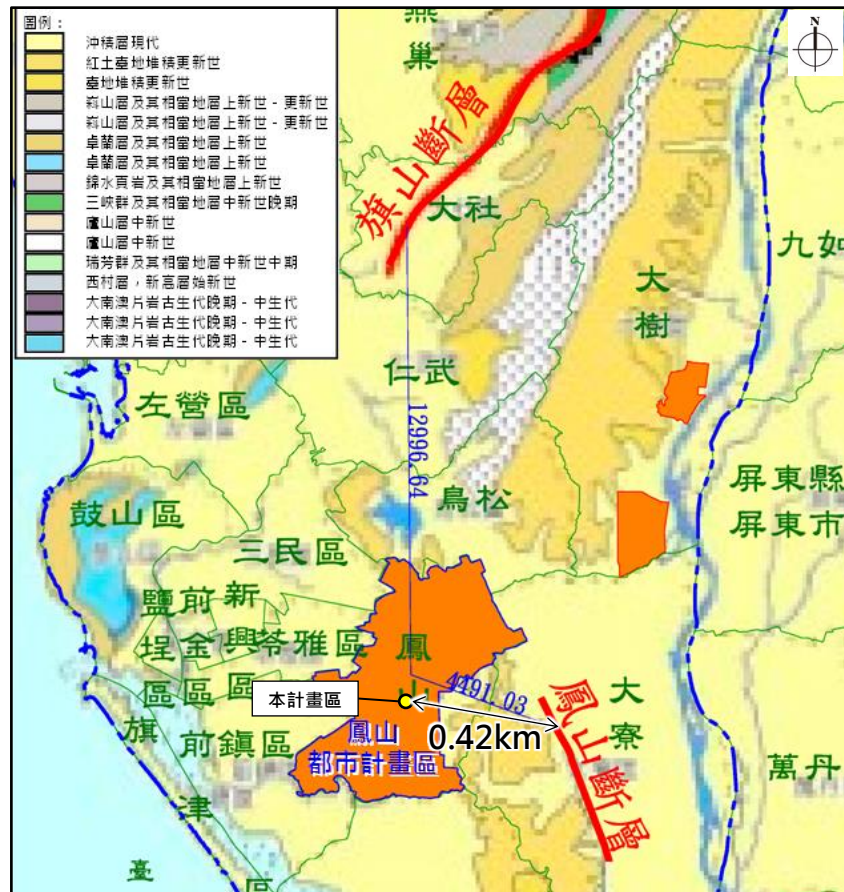 圖例：
沖積層現代
紅土臺地堆積更新世
臺地堆積更新世
嵙山層及其相當地層上新世-更新世
嵙山層及其相當地層上新世-更新世
卓蘭層及其相當地層上新世
卓蘭層及其相當地層上新世
錦水頁岩及其相當地層上新世
三峽群及其相當地層中新世晚期
廬山層中新世
廬山層中新世
瑞芳群及其相當地層中新世中期
西村層，新高層始新世
大南澳片岩古生代晚期-中生代
大南澳片岩古生代晚期-中生代
大南澳片岩古生代晚期-中生代
N
燕巢
旗山斷層
大社
九如
大樹
仁武
12996.64
左營區
鳥松
屏東縣
屏東市
鼓山區
三民區
鹽埕區
前金區
新興區
苓雅區
鳳山
4491.03
大寮
本計畫區
0.42km
鳳山斷層
鳳山
都市計畫區
前鎮區
旗津區
萬丹
臺